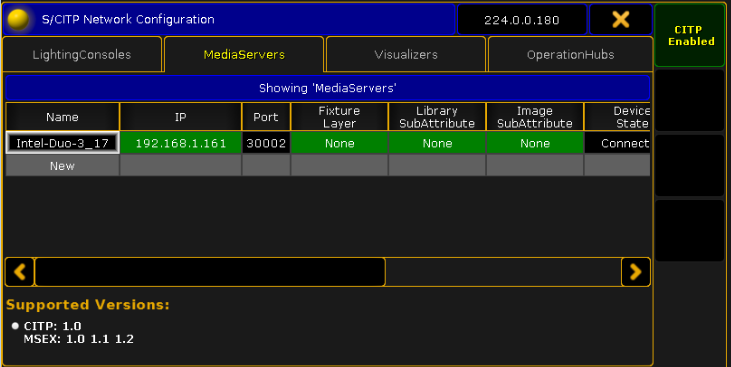 S/CITP Network Configuration
224.0.0.180
CITP
Enabled
LightingConsoles
MediaServers
Visualizers
OperationHubs
Showing 'MediaServers'
Name
IP
Port
Fixture
Layer
Library
SubAttribute
Image
SubAttribute
Device
State
Intel-Duo-3_17
192.168.1.161
30002
None
None
None
Connect
New
Supported Versions:
CITP: 1.0
MSEX: 1.0 1.1 1.2